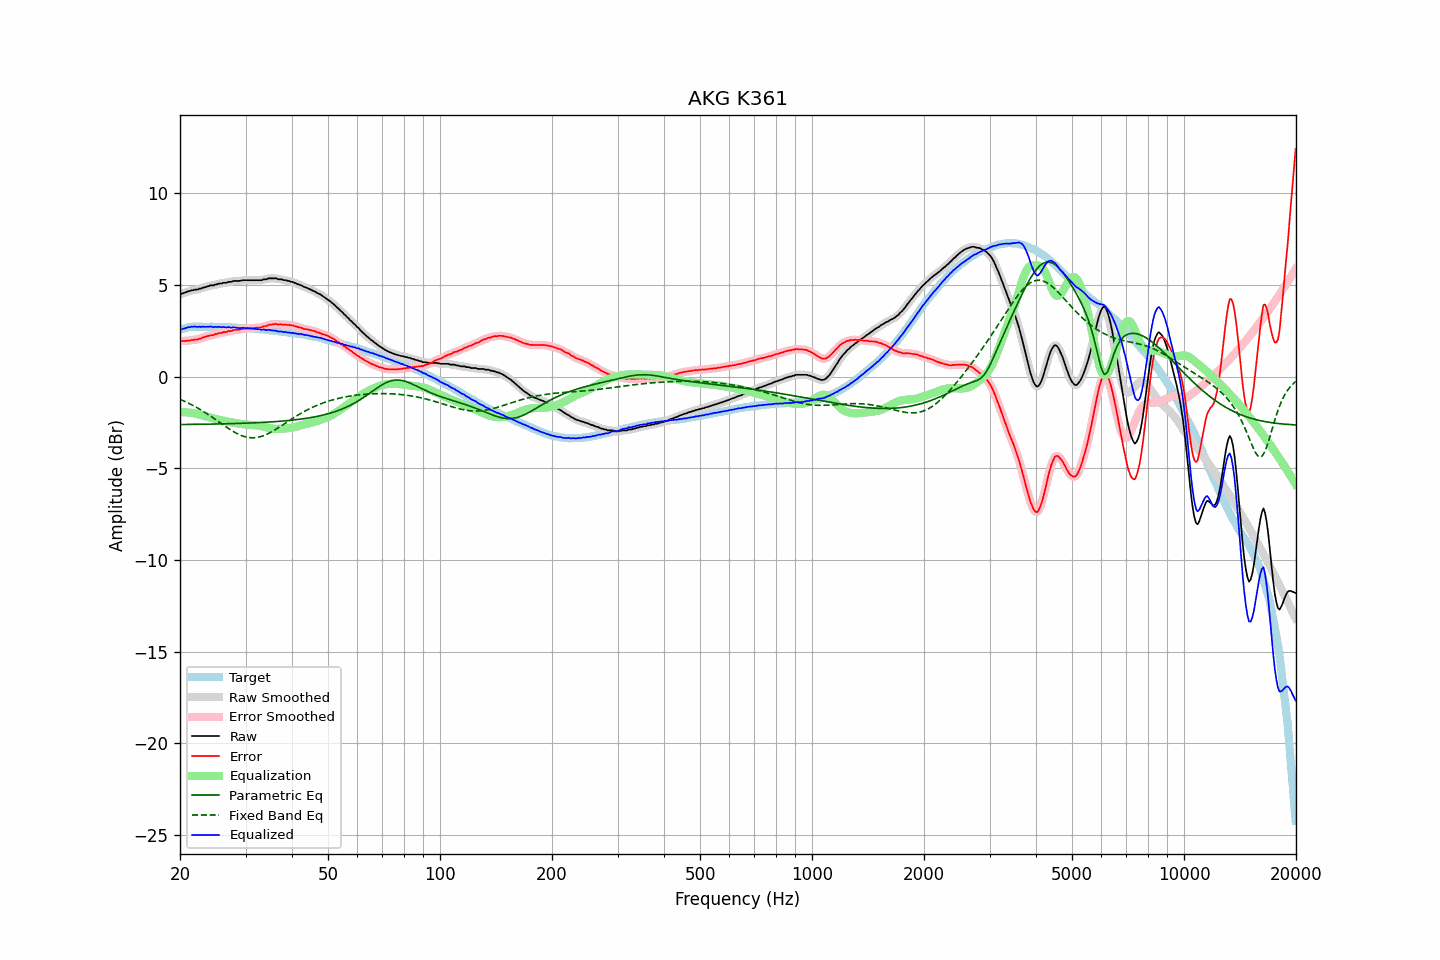 AKG K361
Amplitude (dBr)
10
5
0
−5
−10
−15
−20
−25
Target
Raw Smoothed
Error Smoothed
Raw
Error
Equalization
Parametric Eq
Fixed Band Eq
Equalized
20 50 100 200 500 1000 2000 5000 10000 20000
Frequency (Hz)